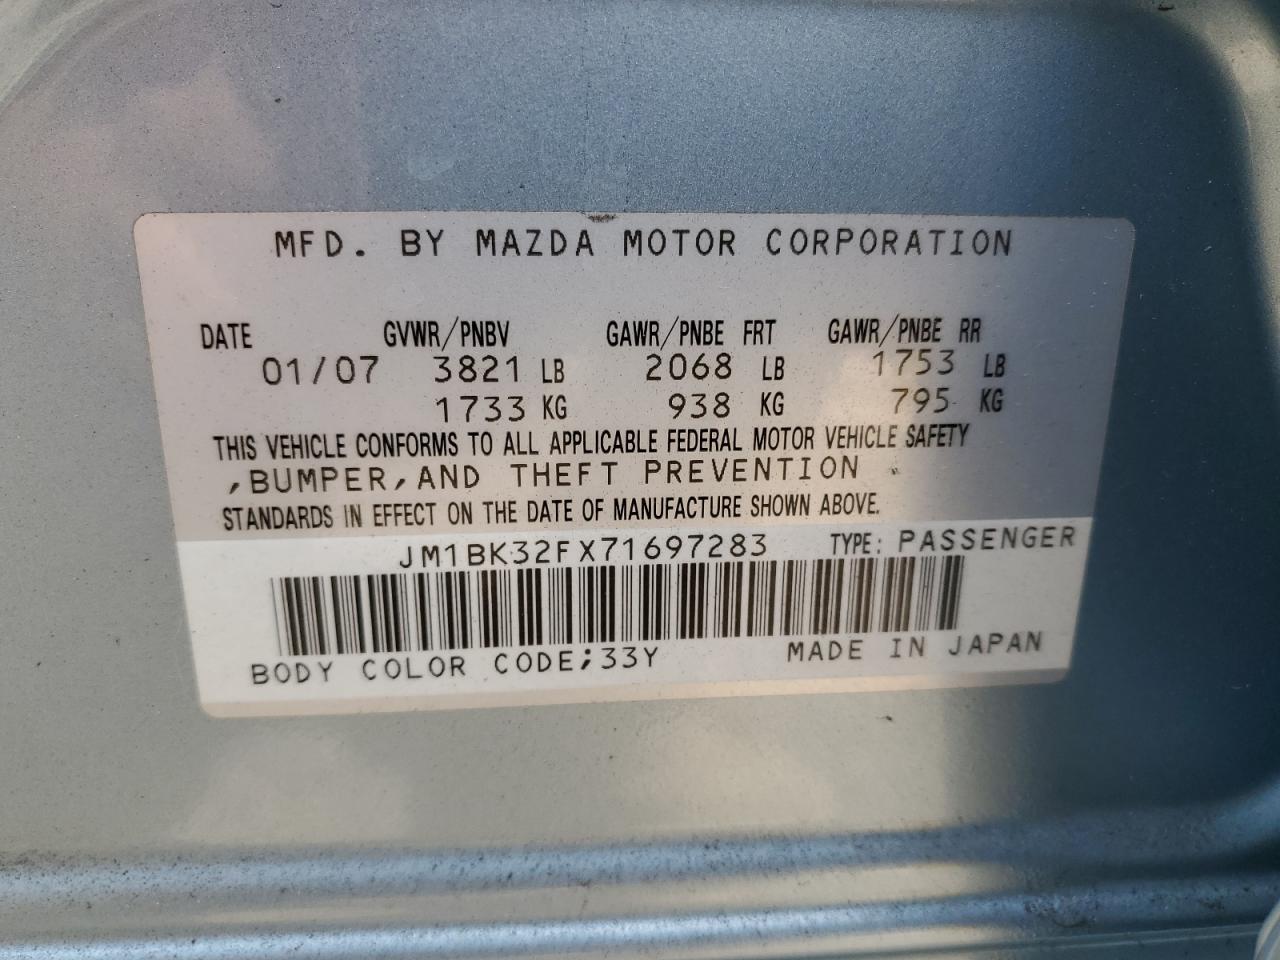 MFD. BY MAZDA MOTOR CORPORATION
DATE GVWR/PNBV GAWR/PNBE FRT GAWR/PNBE RR
01/07 3821 LB 2068 LB 1753 LB
1733 KG 938 KG 795 KG
THIS VEHICLE CONFORMS TO ALL APPLICABLE FEDERAL MOTOR VEHICLE SAFETY
,BUMPER,AND THEFT PREVENTION
STANDARDS IN EFFECT ON THE DATE OF MANUFACTURE SHOWN ABOVE.
JM1BK32FX71697283 TYPE: PASSENGER
BODY COLOR CODE;33Y MADE IN JAPAN